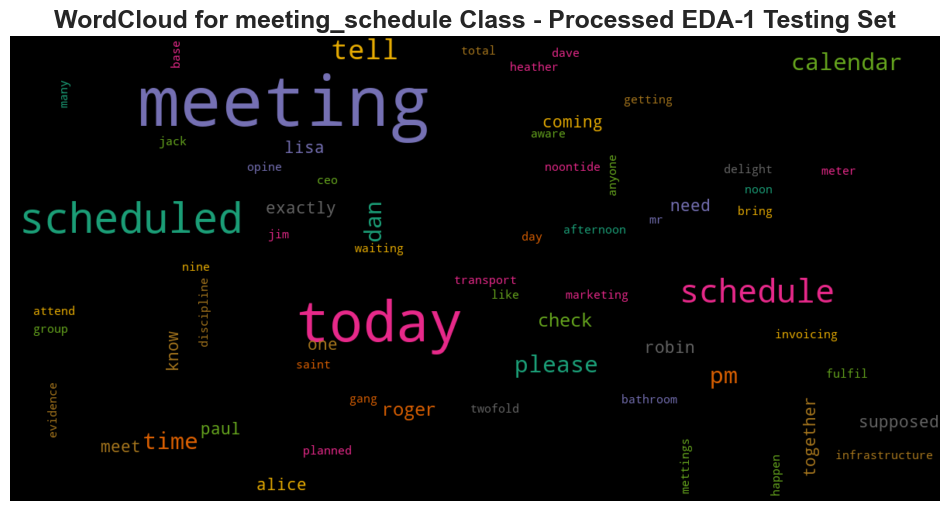 WordCloud for meeting_schedule Class - Processed EDA-1 Testing Set
base
tell
total
dave
heather
calendar
many
meeting
getting
coming
aware
jack
lisa
opine
ceo
noontide
anyone
delight
meter
noon
scheduled
exactly
dan
need
bring
mr
jim
day
afternoon
waiting
nine
discipline
transport
like
marketing
schedule
attend
group
today
check
invoicing
know
one
robin
saint
please
pm
fulfil
evidence
gang
roger
twofold
bathroom
together
supposed
paul
meet
time
planned
mettings
happen
infrastructure
alice